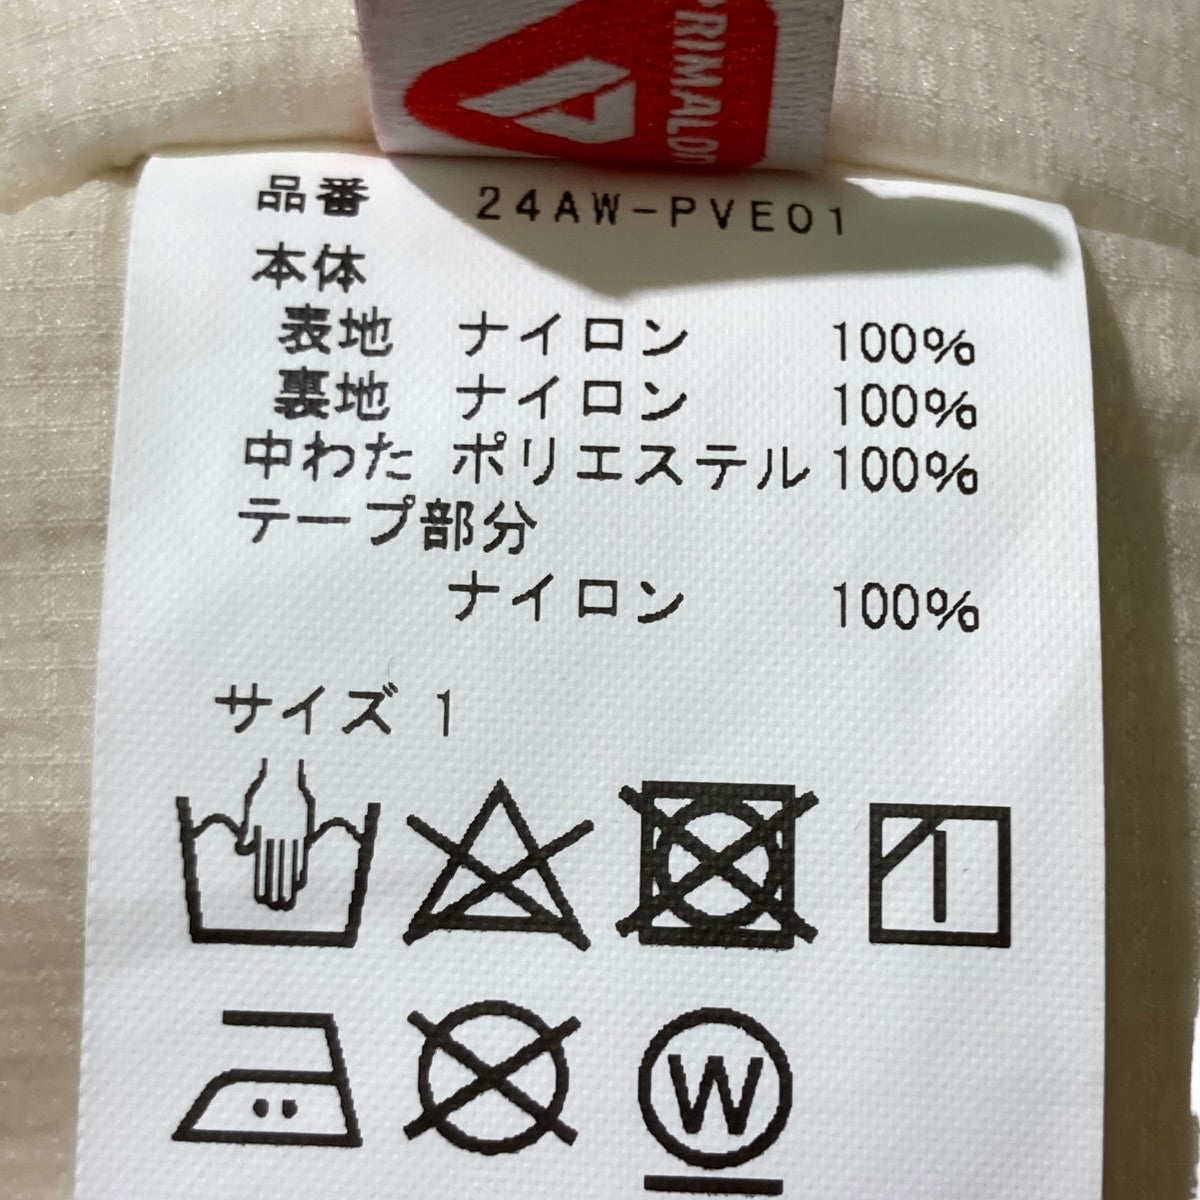 PRIMALOFT
品番 24AW-PVE01
本体
表地 ナイロン 100%
裏地 ナイロン 100%
中わた ポリエステル 100%
テープ部分
ナイロン 100%
サイズ 1
W